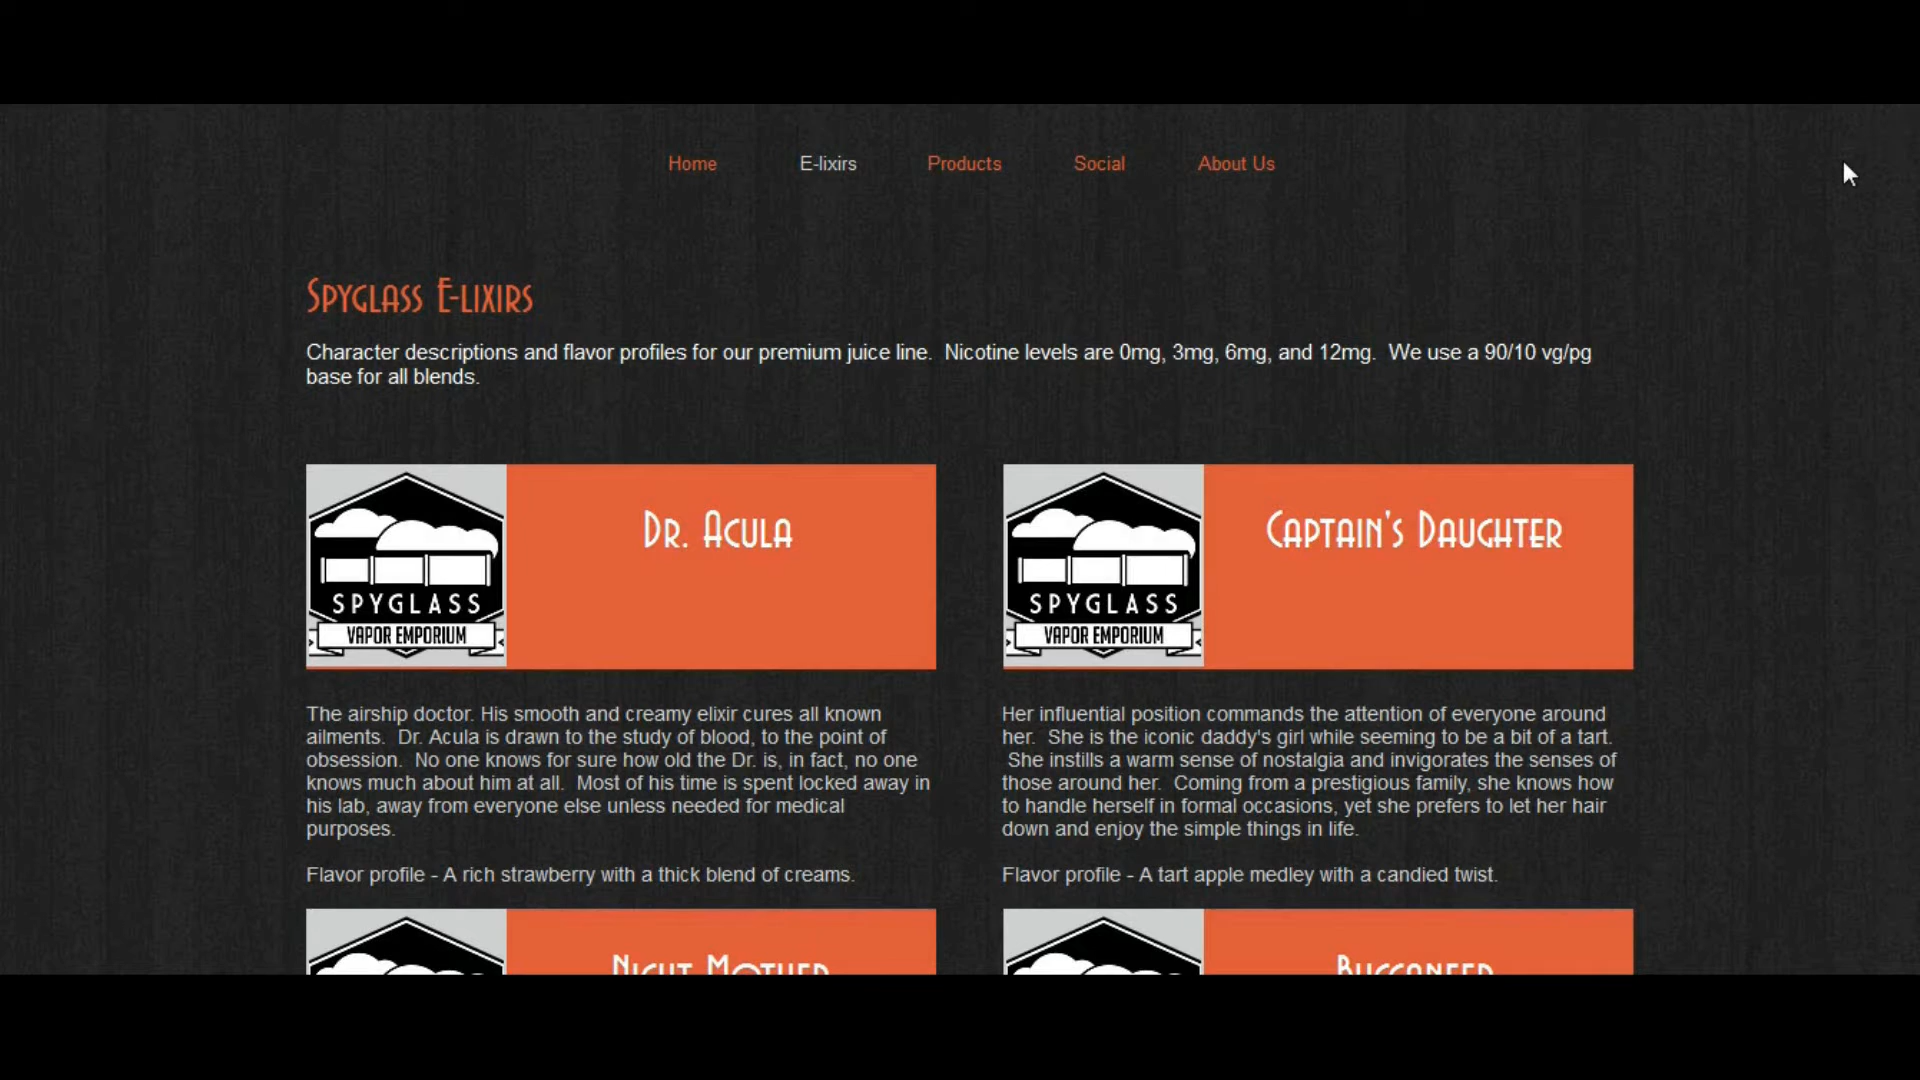 Home E-lixirs Products Social About Us
Spyglass E-lixirs
Character descriptions and flavor profiles for our premium juice line.  Nicotine levels are 0mg, 3mg, 6mg, and 12mg.  We use a 90/10 vg/pg
base for all blends.
SPYGLASS
VAPOR EMPORIUM
Dr. Acula
The airship doctor. His smooth and creamy elixir cures all known
ailments.  Dr. Acula is drawn to the study of blood, to the point of
obsession.  No one knows for sure how old the Dr. is, in fact, no one
knows much about him at all.  Most of his time is spent locked away in
his lab, away from everyone else unless needed for medical
purposes.
Flavor profile - A rich strawberry with a thick blend of creams.
SPYGLASS
VAPOR EMPORIUM
Captain's Daughter
Her influential position commands the attention of everyone around
her.  She is the iconic daddy's girl while seeming to be a bit of a tart.
She instills a warm sense of nostalgia and invigorates the senses of
those around her.  Coming from a prestigious family, she knows how
to handle herself in formal occasions, yet she prefers to let her hair
down and enjoy the simple things in life.
Flavor profile - A tart apple medley with a candied twist.
Night Mother
Buccaneer